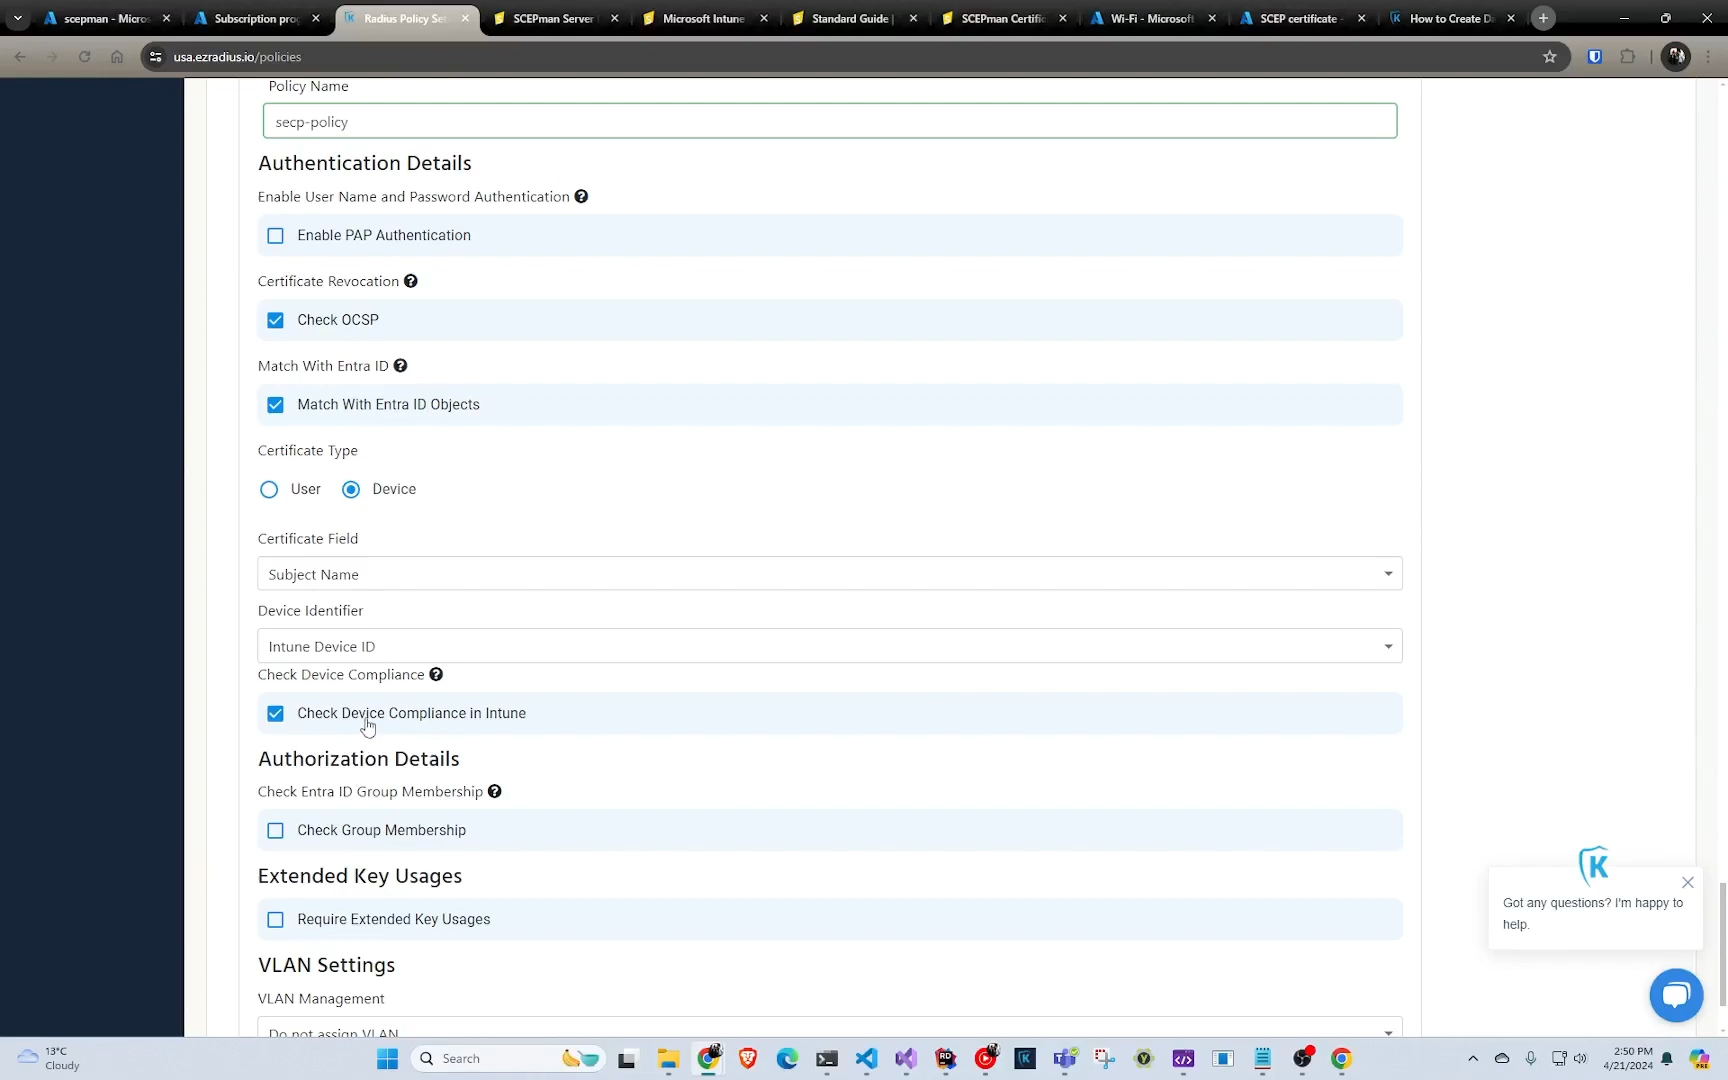 scepman - Micros
Subscription pro
Radius Policy Se
SCEPman Server
Microsoft Intune
Standard Guide |
SCEPman Certific
Wi-Fi - Microsoft
SCEP certificate -
How to Create D
usa.ezradius.io/policies
Policy Name
secp-policy
Authentication Details
Enable User Name and Password Authentication ?
Enable PAP Authentication
Certificate Revocation ?
Check OCSP
Match With Entra ID ?
Match With Entra ID Objects
Certificate Type
User
Device
Certificate Field
Subject Name
Device Identifier
Intune Device ID
Check Device Compliance ?
Check Device Compliance in Intune
Authorization Details
Check Entra ID Group Membership ?
Check Group Membership
Extended Key Usages
Require Extended Key Usages
VLAN Settings
VLAN Management
Do not assign VLAN
K
Got any questions? I'm happy to
help.
13°C
Cloudy
Search
2:50 PM
4/21/2024